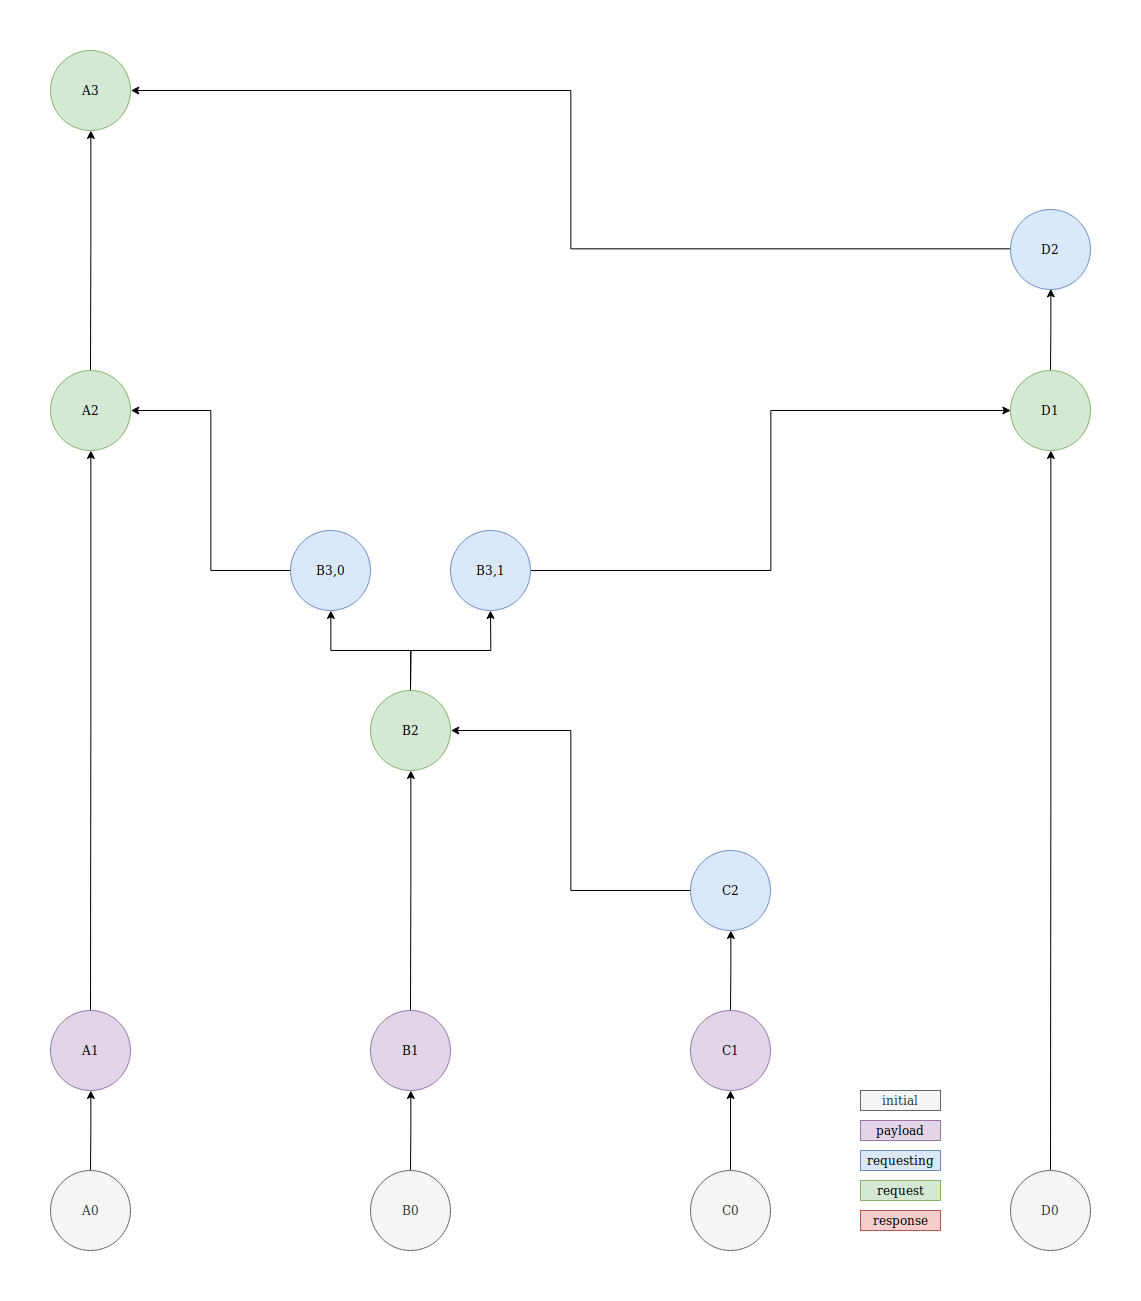 A3
D2
A2
D1
B3,0
B3,1
B2
C2
A1
B1
C1
initial
payload
requesting
request
response
A0
B0
C0
D0